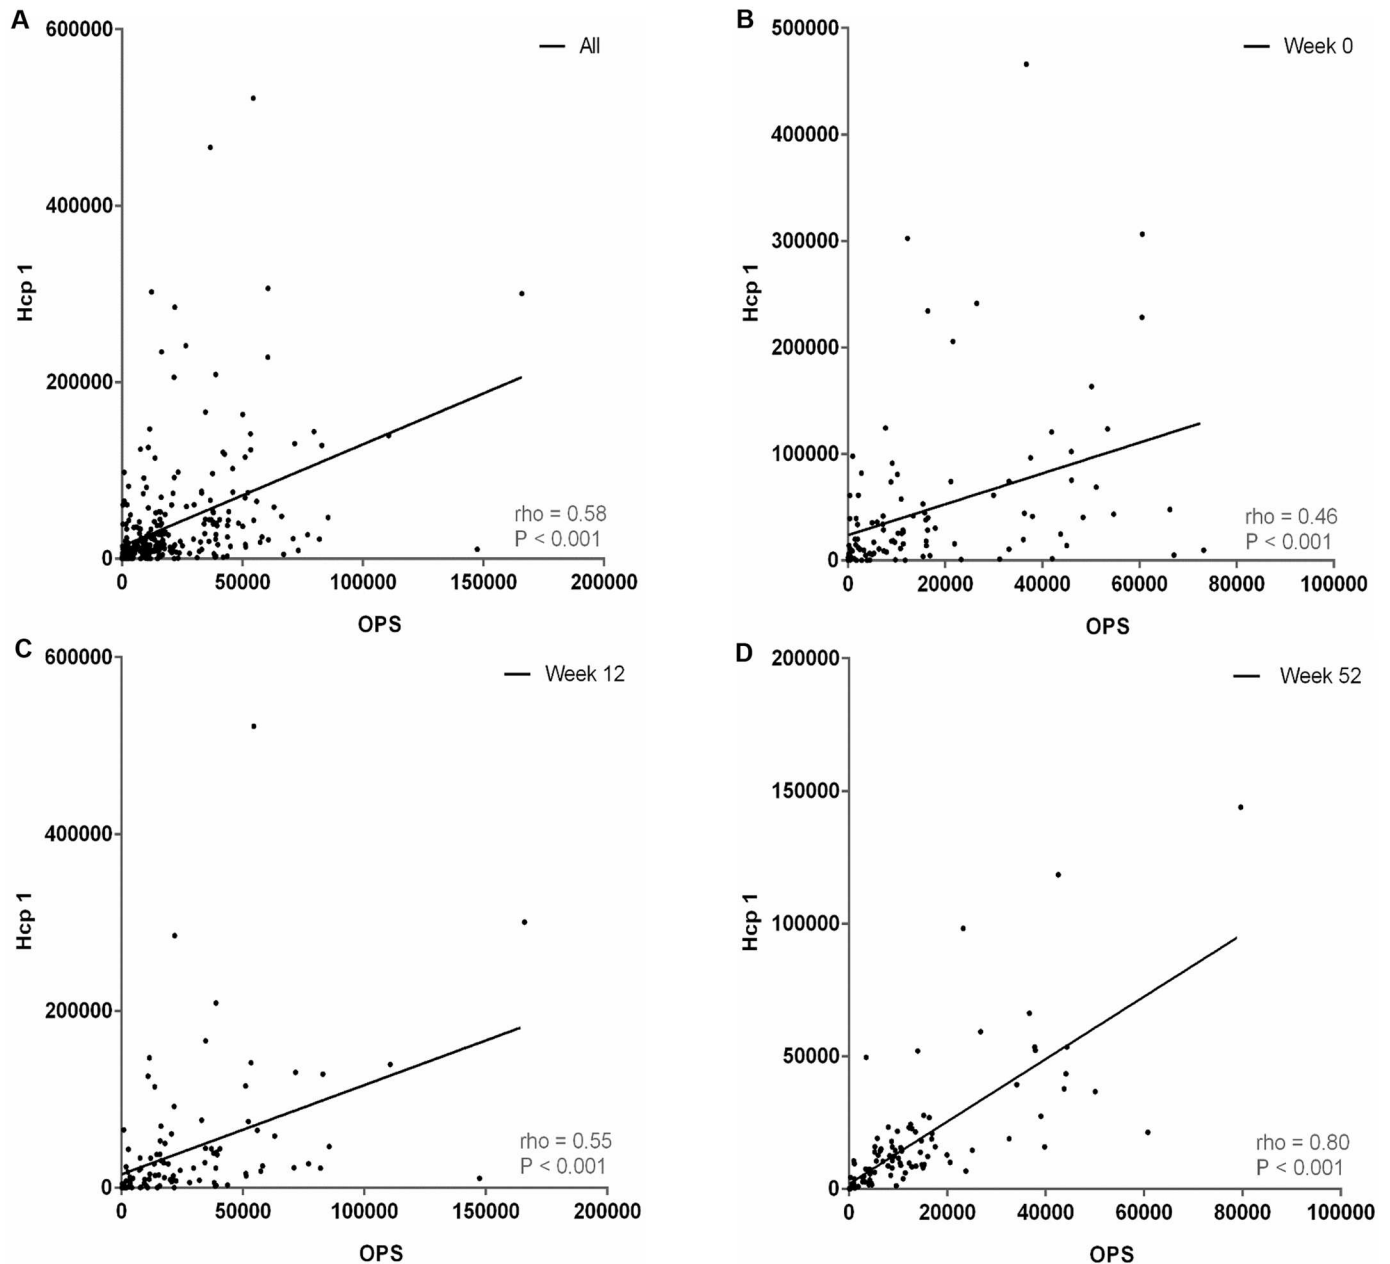 A
All
600000
400000
200000
0
Hcp 1
0 50000 100000 150000 200000
OPS
rho = 0.58
P < 0.001
B
Week 0
500000
400000
300000
200000
100000
0
Hcp 1
0 20000 40000 60000 80000 100000
OPS
rho = 0.46
P < 0.001
C
Week 12
600000
400000
200000
0
Hcp 1
0 50000 100000 150000 200000
OPS
rho = 0.55
P < 0.001
D
Week 52
200000
150000
100000
50000
0
Hcp 1
0 20000 40000 60000 80000 100000
OPS
rho = 0.80
P < 0.001